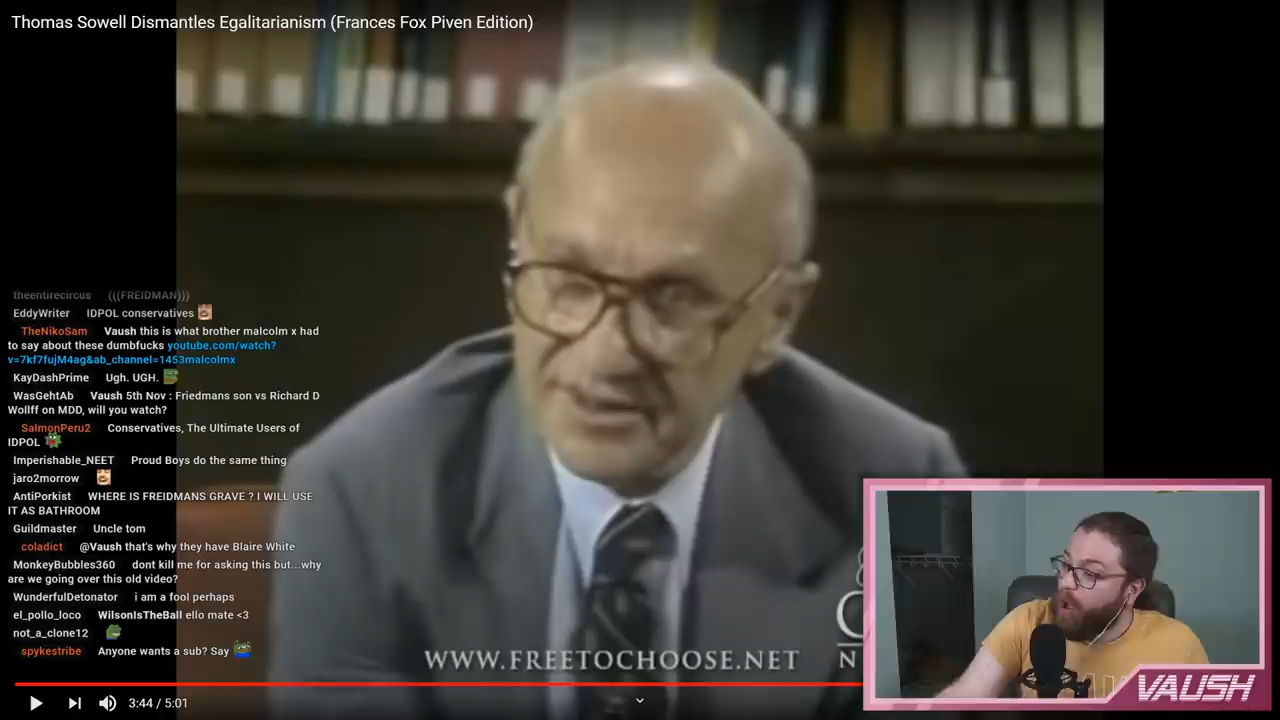 Thomas Sowell Dismantles Egalitarianism (Frances Fox Piven Edition)
theentirecircus (((FREIDMAN)))
EddyWriter IDPOL conservatives
TheNikoSam Vaush this is what brother malcolm x had
to say about these dumbfucks youtube.com/watch?
v=7kf7fujM4ag&ab_channel=1453malcolmx
KayDashPrime Ugh. UGH.
WasGehtAb Vaush 5th Nov : Friedmans son vs Richard D
Wollff on MDD, will you watch?
SalmonPeru2 Conservatives, The Ultimate Users of
IDPOL
Imperishable_NEET Proud Boys do the same thing
jaro2morrow
AntiPorkist WHERE IS FREIDMANS GRAVE ? I WILL USE
IT AS BATHROOM
Guildmaster Uncle tom
coladict @Vaush that's why they have Blaire White
MonkeyBubbles360 dont kill me for asking this but...why
are we going over this old video?
WunderfulDetonator i am a fool perhaps
el_pollo_loco WilsonIsTheBall ello mate <3
not_a_clone12
spykestribe Anyone wants a sub? Say
WWW.FREETOCHOOSE.NET
3:44 / 5:01
VAUSH